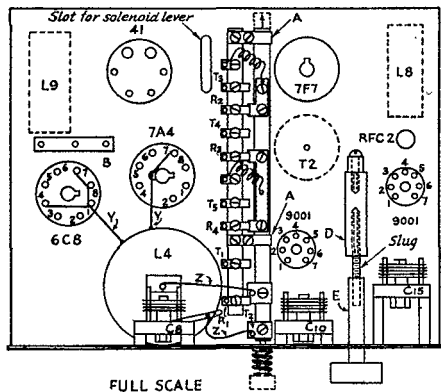 Slot for solenoid lever
A
41
L9
L8
7F7
T3
R2
T4
7A4
RFC 2
R3
T2
B
6C8
T5
A
9001
9001
R4
D
Slug
Y
Y
L4
T1
Z
E
C15
C8
R1
T2
Z
C10
FULL SCALE